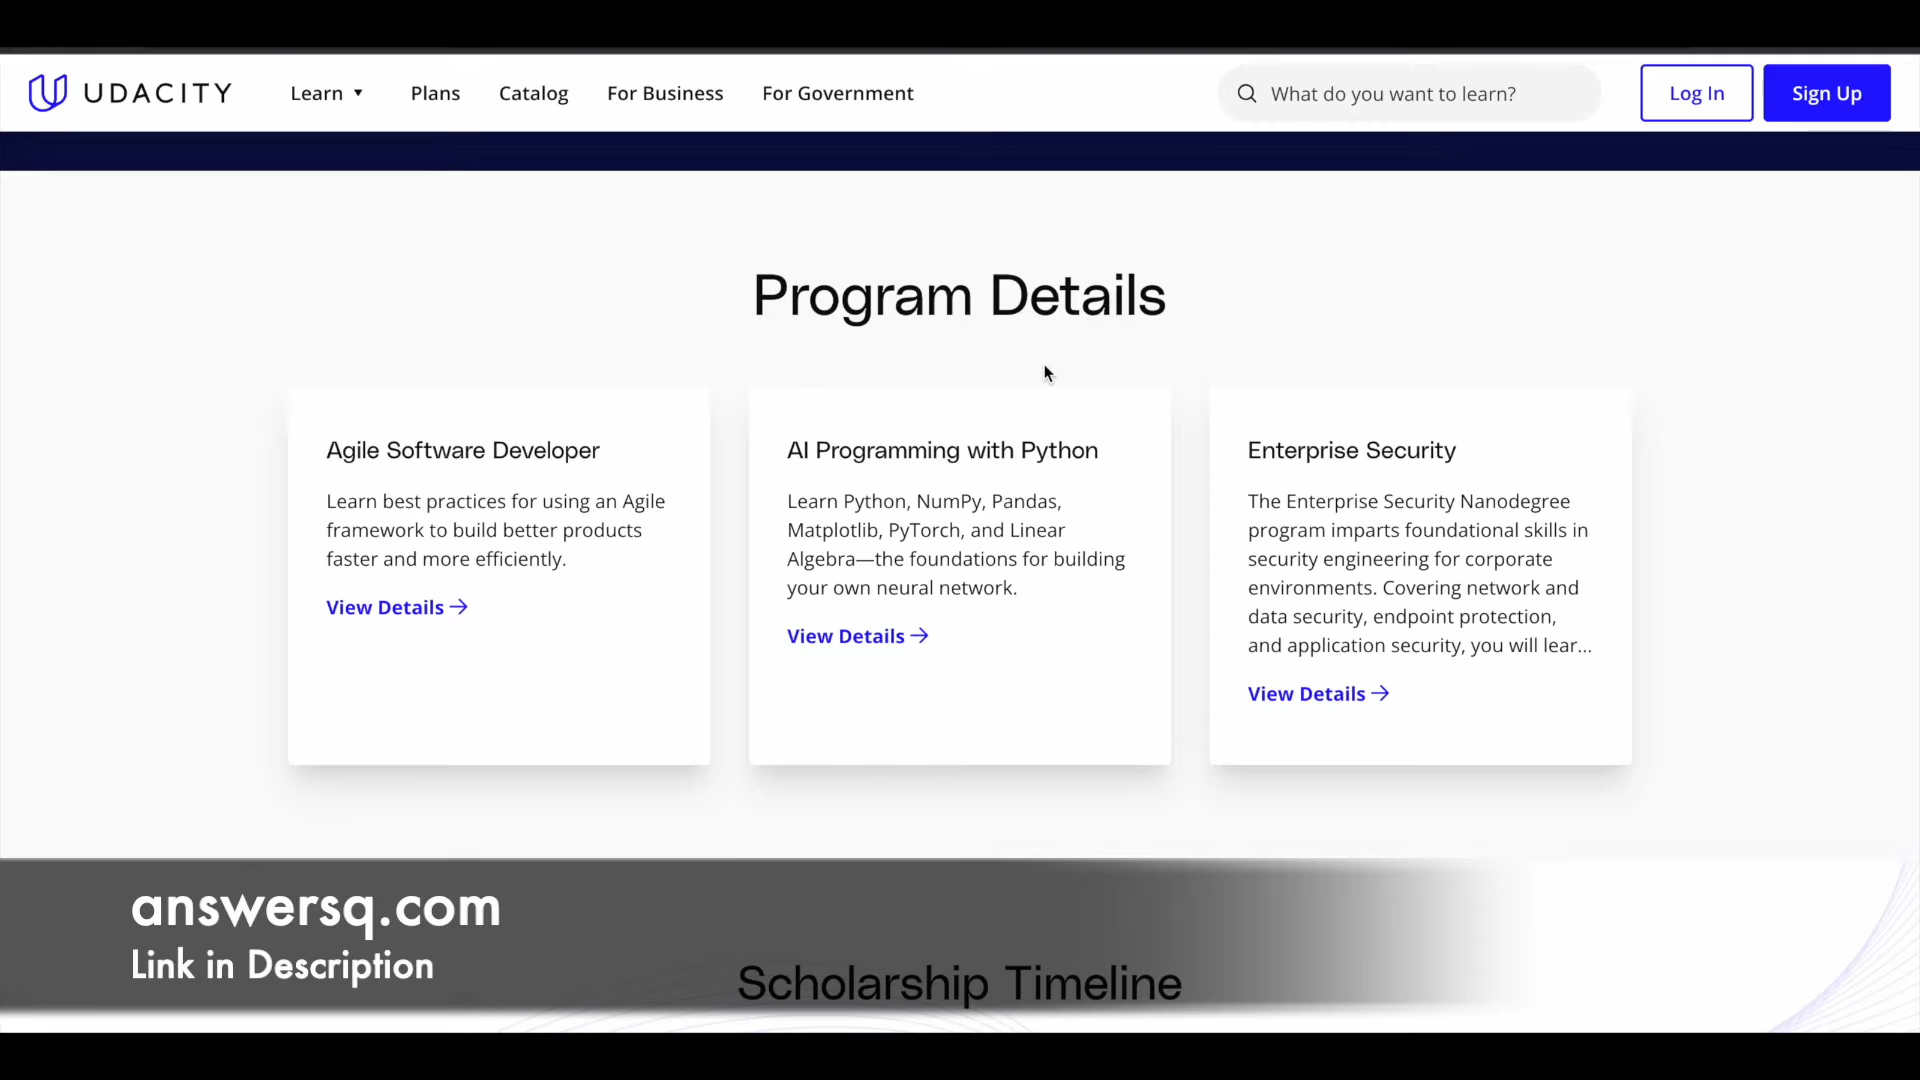 UDACITY
Learn
Plans
Catalog
For Business
For Government
What do you want to learn?
Log In
Sign Up
Program Details
Agile Software Developer
Learn best practices for using an Agile
framework to build better products
faster and more efficiently.
View Details
AI Programming with Python
Learn Python, NumPy, Pandas,
Matplotlib, PyTorch, and Linear
Algebra—the foundations for building
your own neural network.
View Details
Enterprise Security
The Enterprise Security Nanodegree
program imparts foundational skills in
security engineering for corporate
environments. Covering network and
data security, endpoint protection,
and application security, you will lear...
View Details
answersq.com
Link in Description
Scholarship Timeline